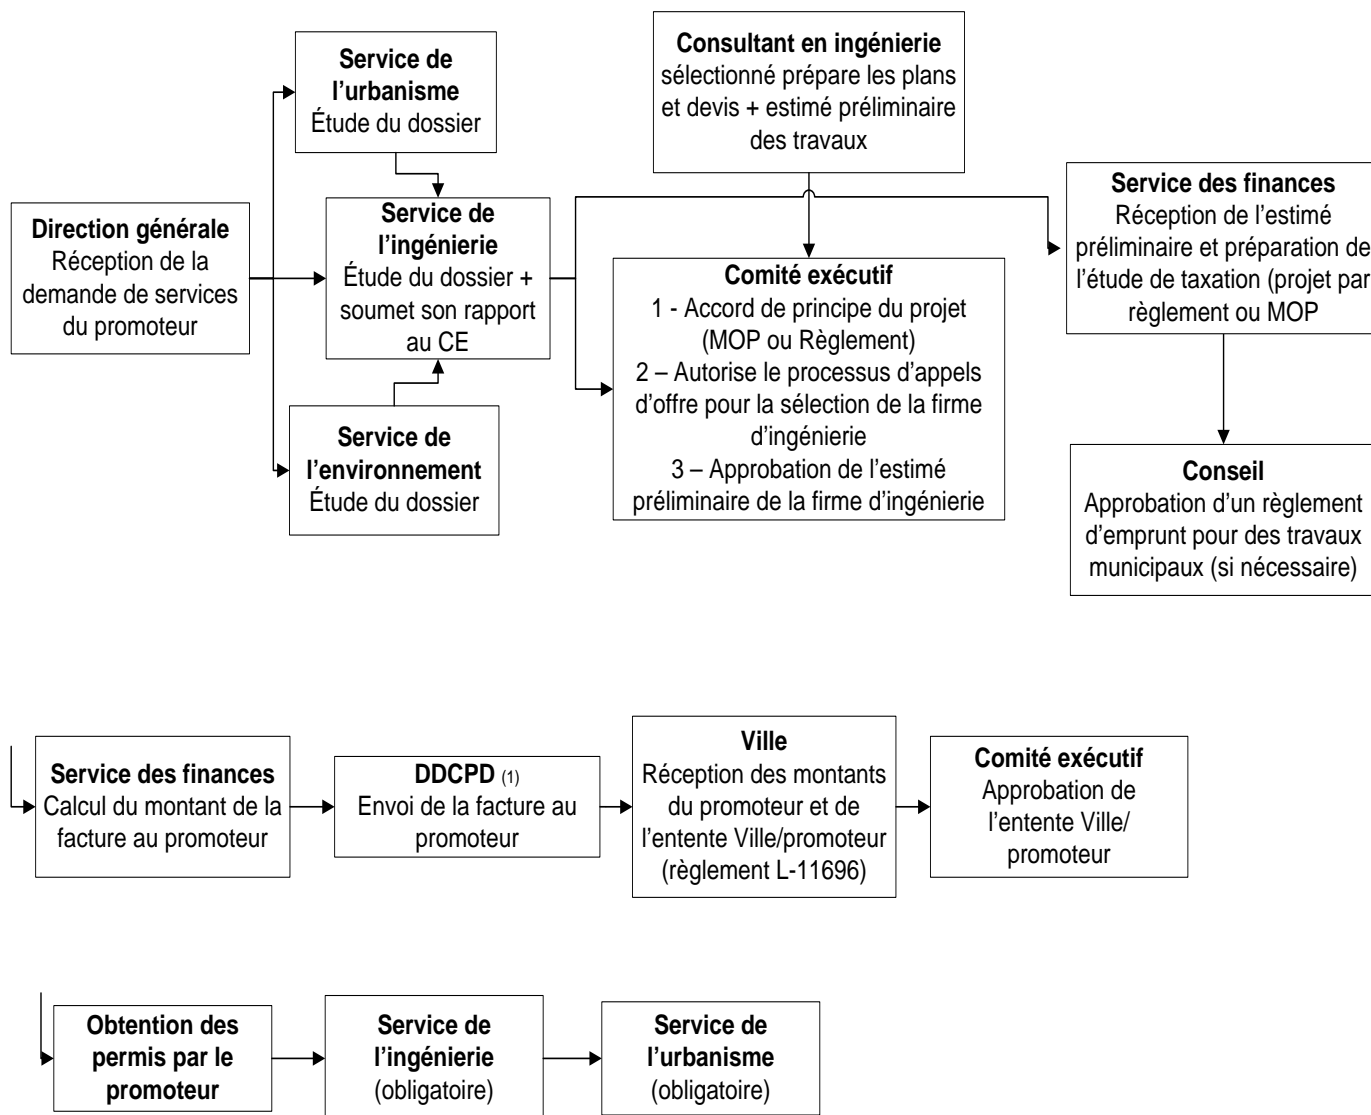 Service de
l’urbanisme
Étude du dossier
Consultant en ingénierie
sélectionné prépare les plans
et devis + estimé préliminaire
des travaux
Direction générale
Réception de la
demande de services
du promoteur
Service de
l’ingénierie
Étude du dossier +
soumet son rapport
au CE
Service des finances
Réception de l’estimé
préliminaire et préparation de
l’étude de taxation (projet par
règlement ou MOP
Comité exécutif
1 - Accord de principe du projet
(MOP ou Règlement)
2 – Autorise le processus d’appels
d’offre pour la sélection de la firme
d’ingénierie
3 – Approbation de l’estimé
préliminaire de la firme d’ingénierie
Service de
l’environnement
Étude du dossier
Conseil
Approbation d’un règlement
d’emprunt pour des travaux
municipaux (si nécessaire)
Service des finances
Calcul du montant de la
facture au promoteur
DDCPD (1)
Envoi de la facture au
promoteur
Ville
Réception des montants
du promoteur et de
l’entente Ville/promoteur
(règlement L-11696)
Comité exécutif
Approbation de
l’entente Ville/
promoteur
Obtention des
permis par le
promoteur
Service de
l’ingénierie
(obligatoire)
Service de
l’urbanisme
(obligatoire)